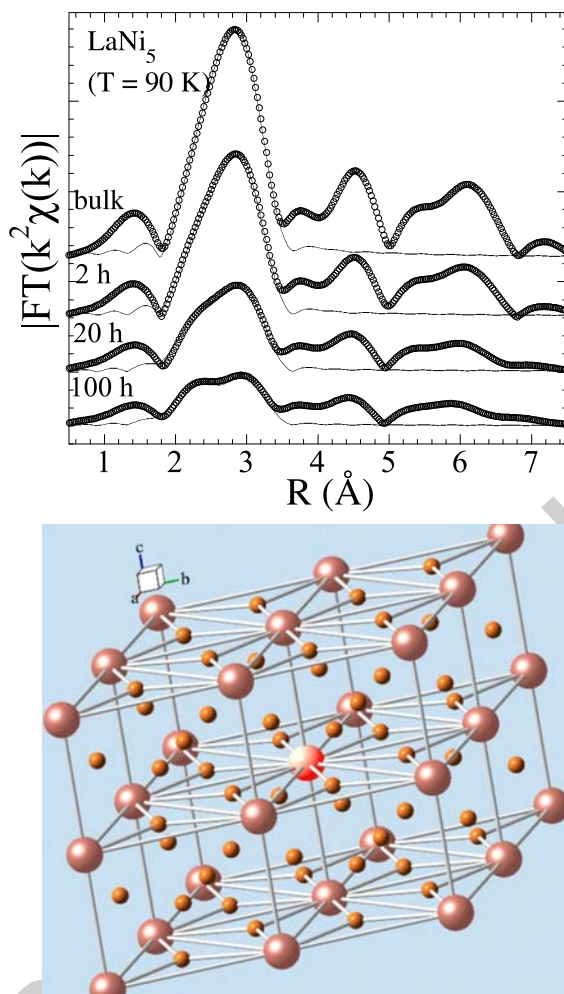 LaNi₅
(T = 90 K)
bulk
2 h
20 h
100 h
|FT(k²χ(k))|
1 2 3 4 5 6 7
R (Å)
c
b
a